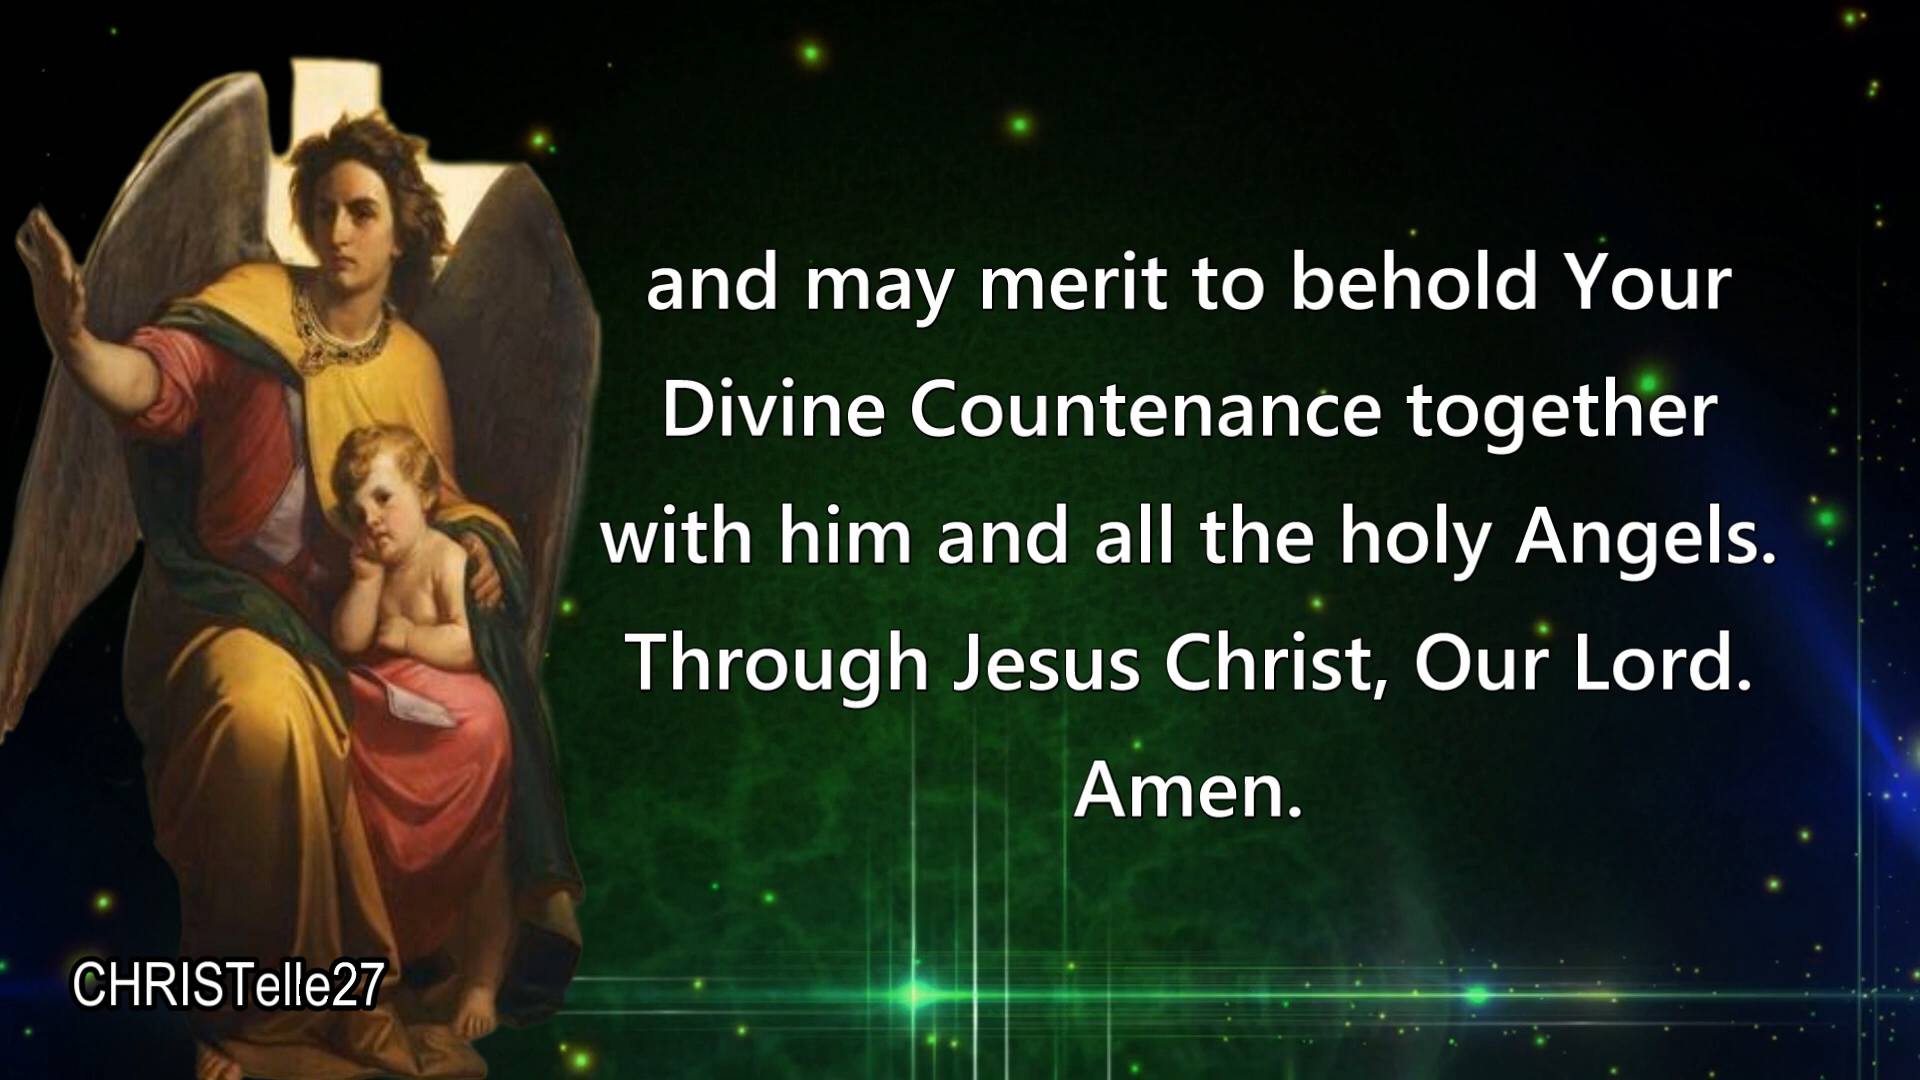 and may merit to behold Your
Divine Countenance together
with him and all the holy Angels.
Through Jesus Christ, Our Lord.
Amen.
CHRISTelle27